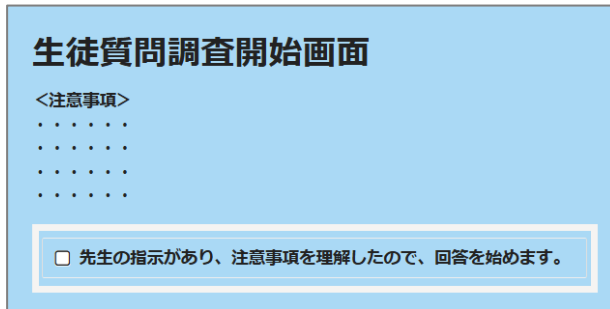 生徒質問調査開始画面
<注意事項>
・・・・・・
・・・・・・
・・・・・・
・・・・・・
先生の指示があり、注意事項を理解したので、回答を始めます。